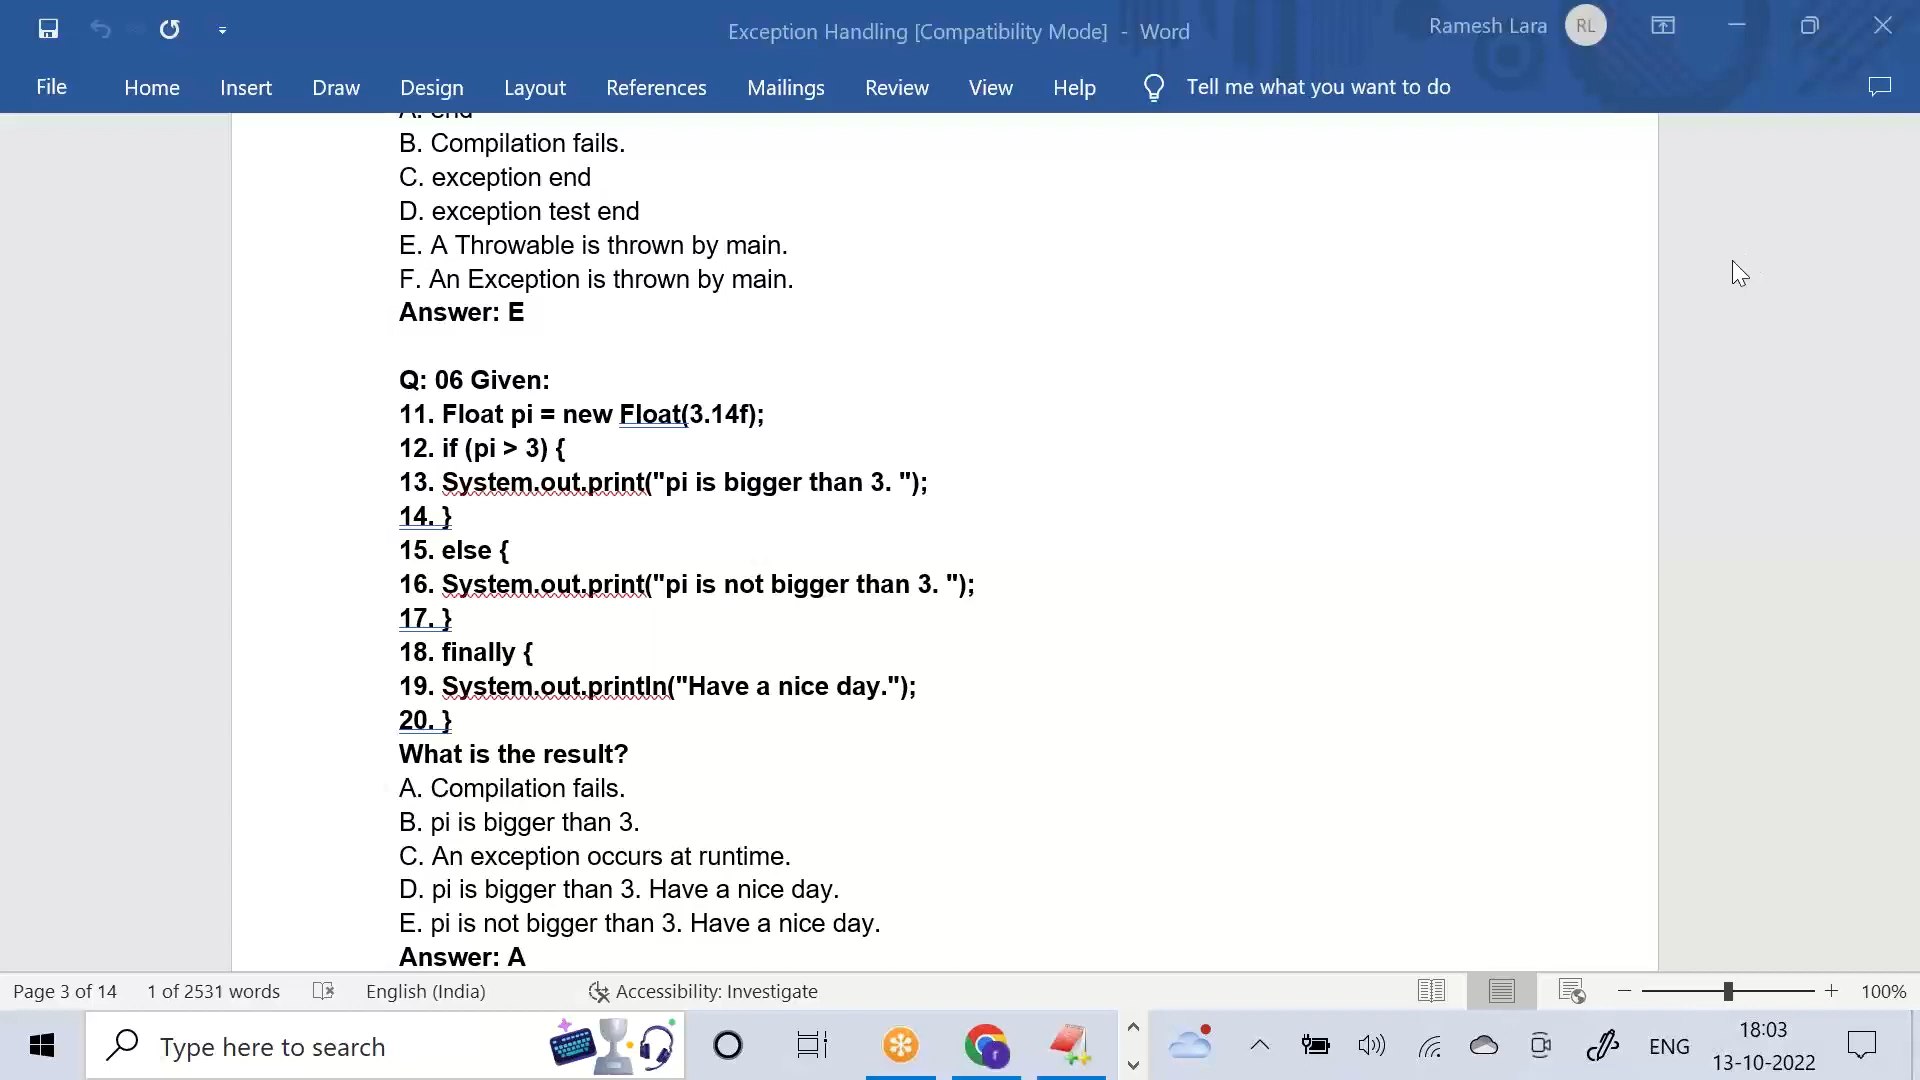 Exception Handling [Compatibility Mode] - Word
Ramesh Lara
RL
File
Home
Insert
Draw
Design
Layout
References
Mailings
Review
View
Help
Tell me what you want to do
A. end
B. Compilation fails.
C. exception end
D. exception test end
E. A Throwable is thrown by main.
F. An Exception is thrown by main.
Answer: E
Q: 06 Given:
11. Float pi = new Float(3.14f);
12. if (pi > 3) {
13. System.out.print("pi is bigger than 3. ");
14. }
15. else {
16. System.out.print("pi is not bigger than 3. ");
17. }
18. finally {
19. System.out.println("Have a nice day.");
20. }
What is the result?
A. Compilation fails.
B. pi is bigger than 3.
C. An exception occurs at runtime.
D. pi is bigger than 3. Have a nice day.
E. pi is not bigger than 3. Have a nice day.
Answer: A
Page 3 of 14
1 of 2531 words
English (India)
Accessibility: Investigate
100%
Type here to search
r
ENG
18:03
13-10-2022